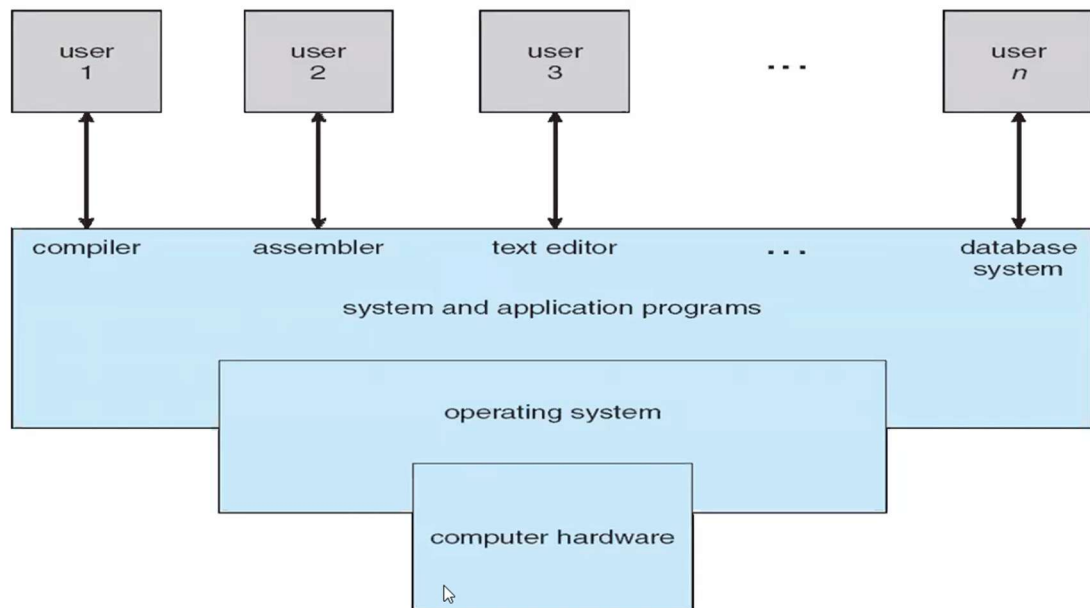 user
1
user
2
user
3
...
user
n
compiler
assembler
text editor
...
database
system
system and application programs
operating system
computer hardware